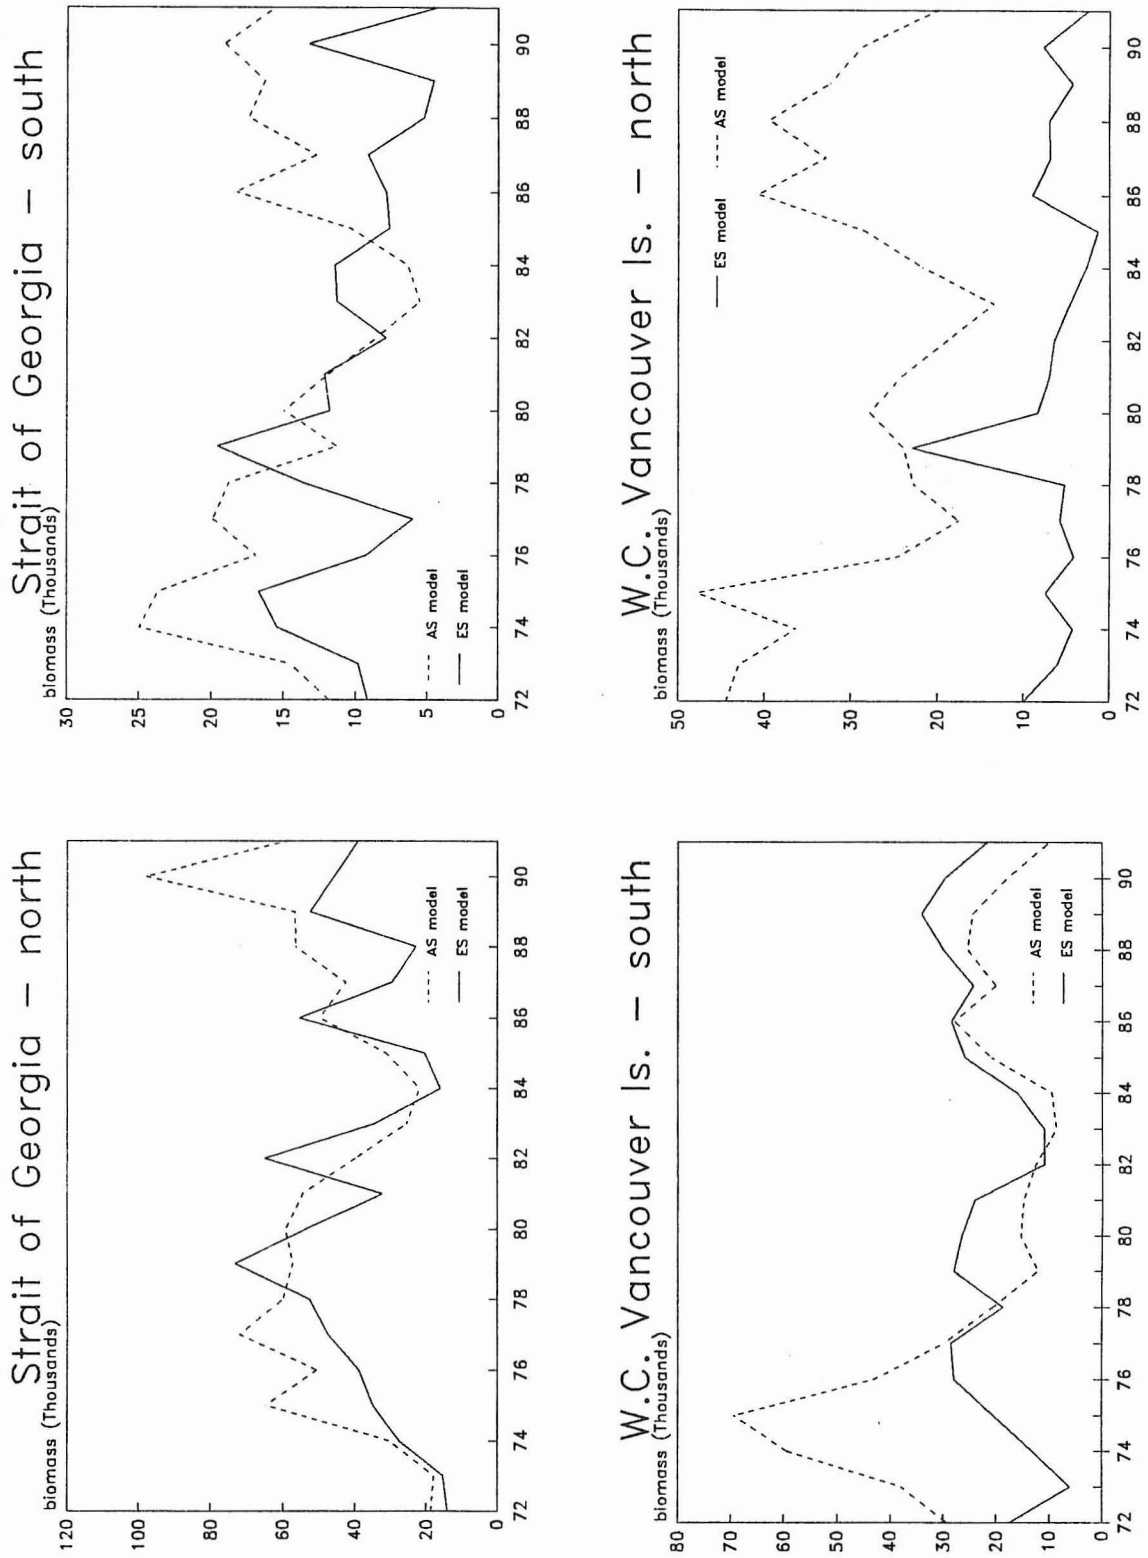 Strait of Georgia – north
biomass (Thousands)
120
100
80
60
40
20
0
AS model
ES model
72 74 76 78 80 82 84 86 88 90
Strait of Georgia – south
biomass (Thousands)
30
25
20
15
10
5
0
AS model
ES model
72 74 76 78 80 82 84 86 88 90
W.C. Vancouver Is. – south
biomass (Thousands)
80
70
60
50
40
30
20
10
0
AS model
ES model
72 74 76 78 80 82 84 86 88 90
W.C. Vancouver Is. – north
biomass (Thousands)
50
40
30
20
10
0
ES model AS model
72 74 76 78 80 82 84 86 88 90